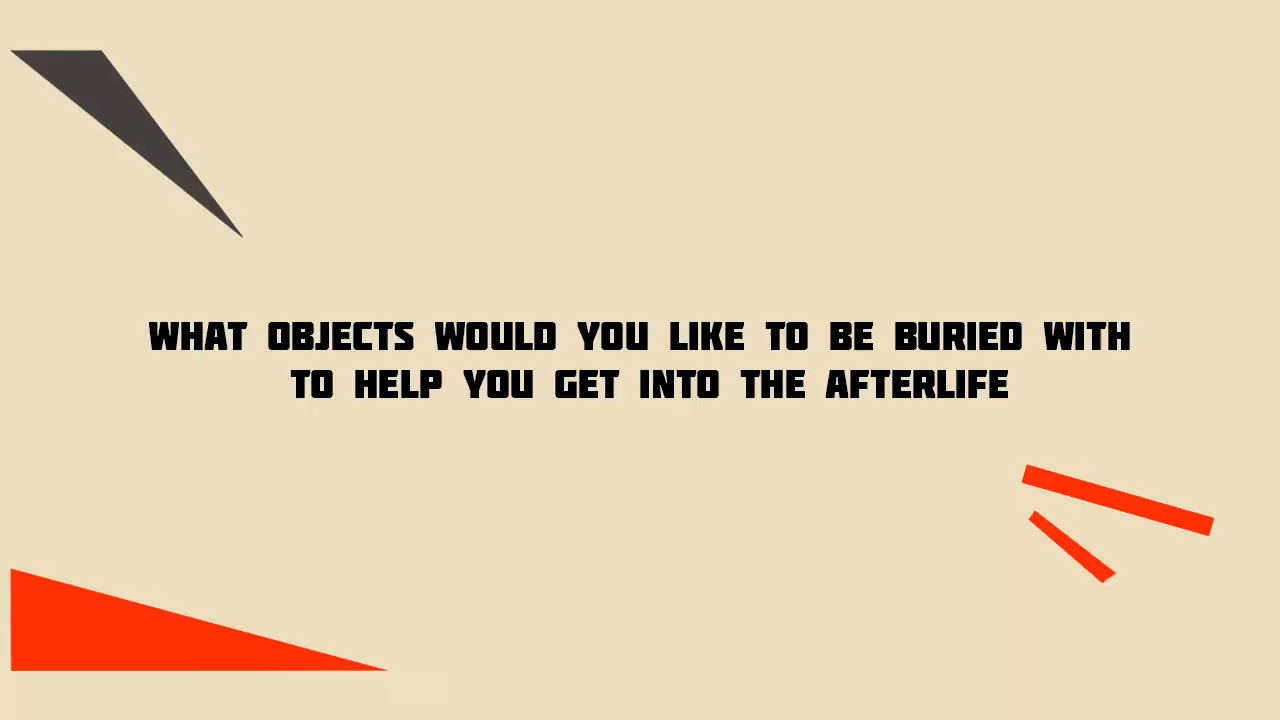 WHAT OBJECTS WOULD YOU LIKE TO BE BURIED WITH
TO HELP YOU GET INTO THE AFTERLIFE